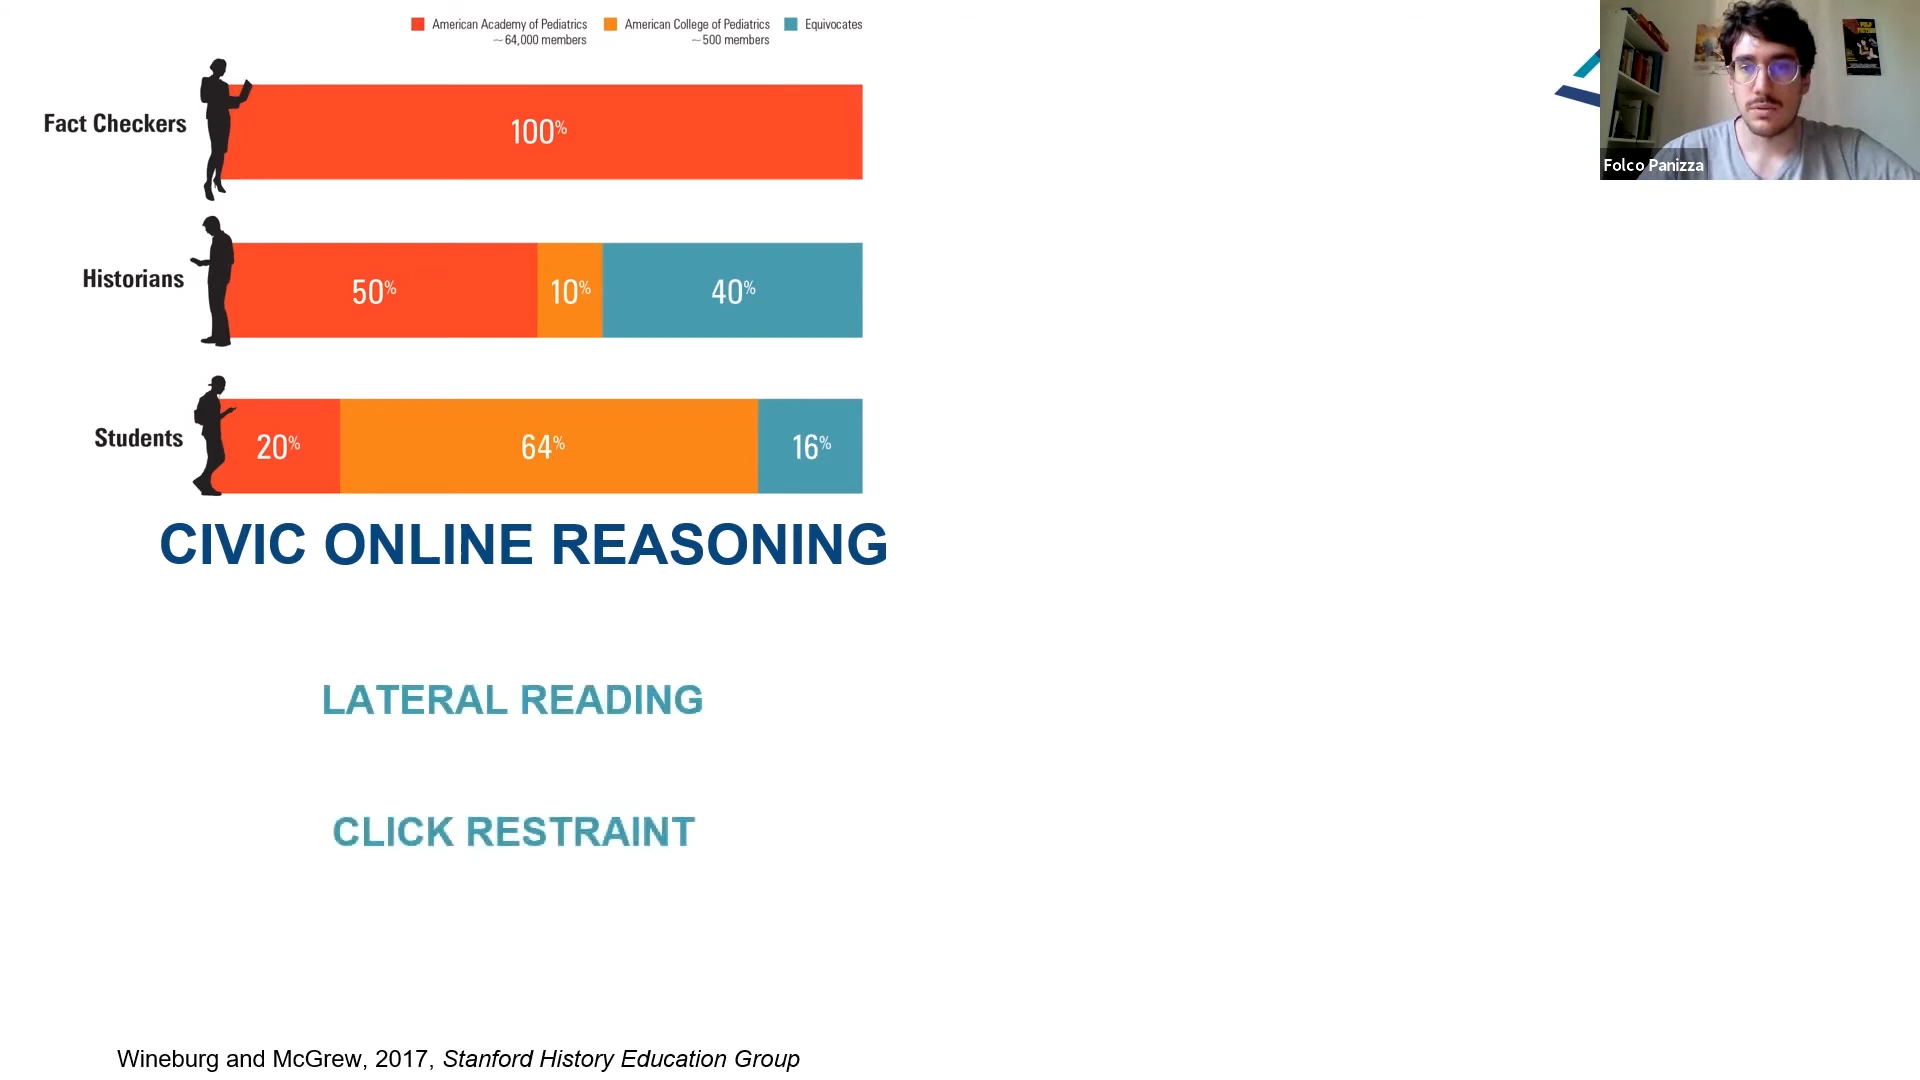 American Academy of Pediatrics
~64,000 members
American College of Pediatrics
~500 members
Equivocates
Fact Checkers
100%
Historians
50%
10%
40%
Students
20%
64%
16%
CIVIC ONLINE REASONING
LATERAL READING
CLICK RESTRAINT
Wineburg and McGrew, 2017, Stanford History Education Group
Folco Panizza